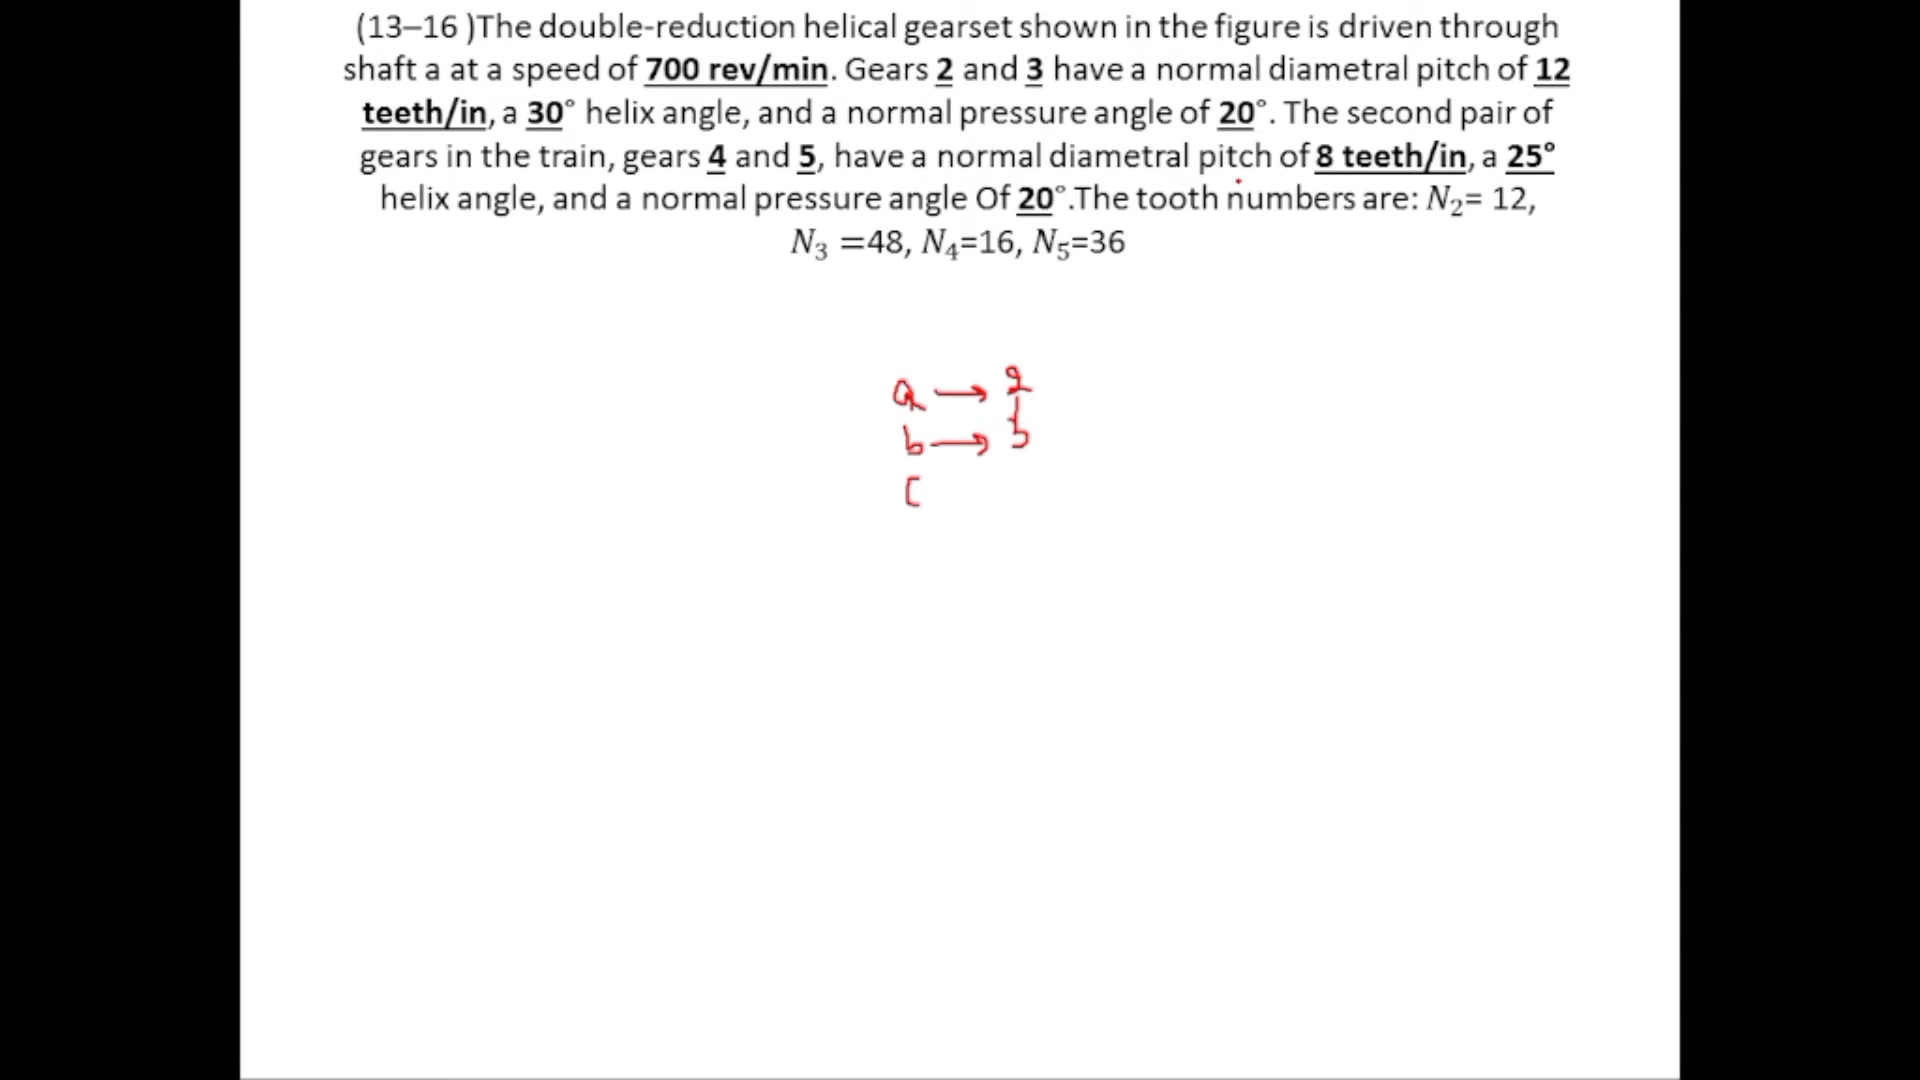 (13–16 )The double-reduction helical gearset shown in the figure is driven through
shaft a at a speed of 700 rev/min. Gears 2 and 3 have a normal diametral pitch of 12
teeth/in, a 30° helix angle, and a normal pressure angle of 20°. The second pair of
gears in the train, gears 4 and 5, have a normal diametral pitch of 8 teeth/in, a 25°
helix angle, and a normal pressure angle Of 20°.The tooth numbers are: N₂= 12,
N₃ =48, N₄=16, N₅=36
a → 2
b → 3
c